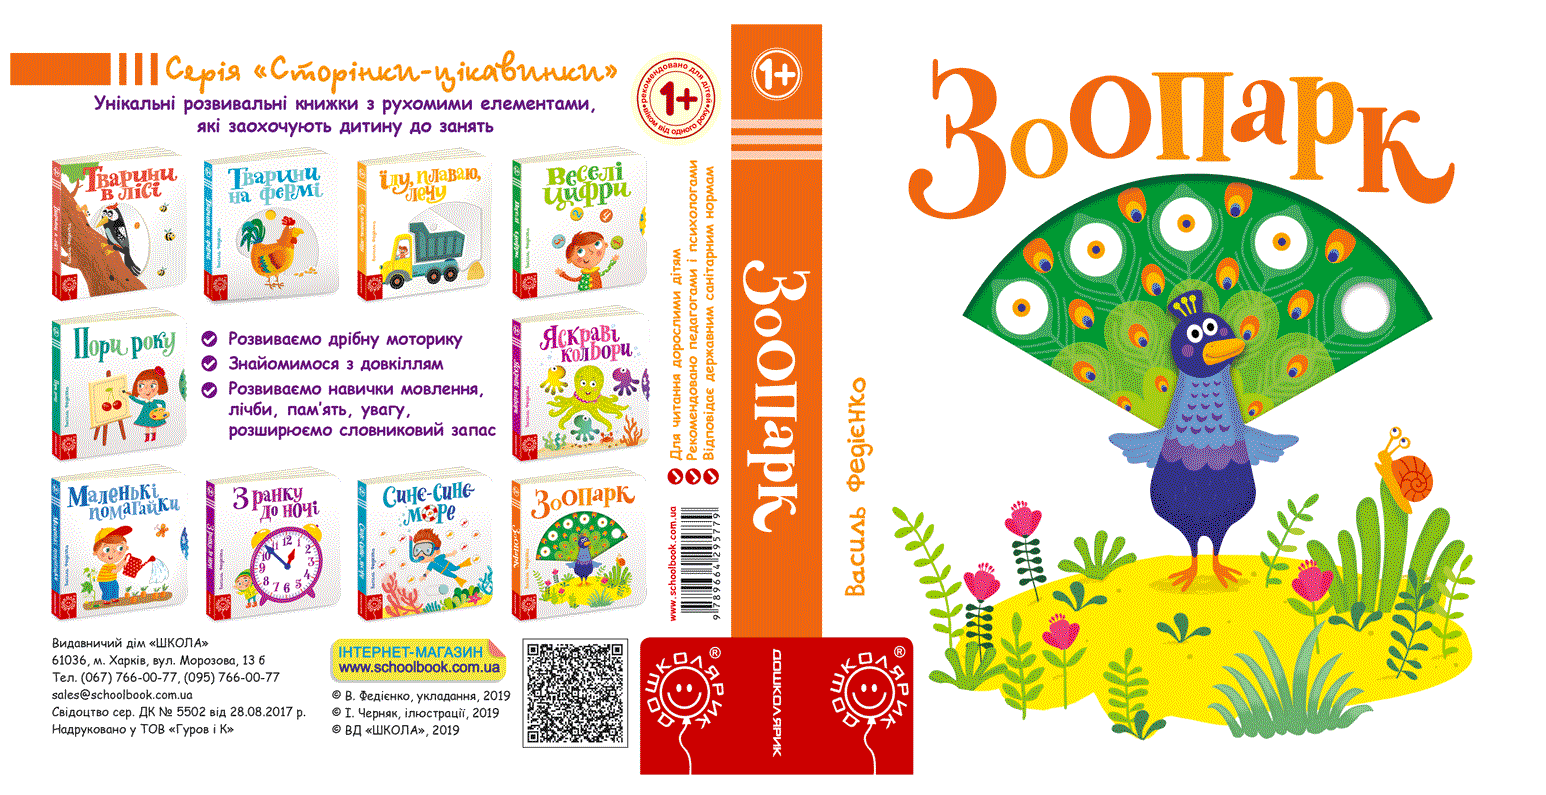 Серія «Сторінки-цікавинки»
Унікальні розвивальні книжки з рухомими елементами,
які заохочують дитину до занять
рекомендовано для дітей
віком від одного року
1+
Тварини
в лісі
Тварини
на фермі
Їду, плаваю,
лечу
Веселі
цифри
Пори року
Розвиваємо дрібну моторику
Знайомимося з довкіллям
Розвиваємо навички мовлення,
лічби, пам’ять, увагу,
розширюємо словниковий запас
Яскраві
кольори
Маленькі
помагайки
З ранку
до ночі
Синє-синє
море
Зоопарк
Видавничий дім «ШКОЛА»
61036, м. Харків, вул. Морозова, 13 б
Тел. (067) 766-00-77, (095) 766-00-77
sales@schoolbook.com.ua
Свідоцтво сер. ДК № 5502 від 28.08.2017 р.
Надруковано у ТОВ «Гуров і К»
ІНТЕРНЕТ-МАГАЗИН
www.schoolbook.com.ua
© В. Федієнко, укладання, 2019
© І. Черняк, ілюстрації, 2019
© ВД «ШКОЛА», 2019
Для читання дорослими дітям
Рекомендовано педагогами і психологами
Відповідає державним санітарним нормам
www.schoolbook.com.ua
9 789664 295779
ДОШКОЛЯРИК®
1+
Зоопарк
ДОШКОЛЯРИК
ДОШКОЛЯРИК®
Василь Федієнко
Зоопарк